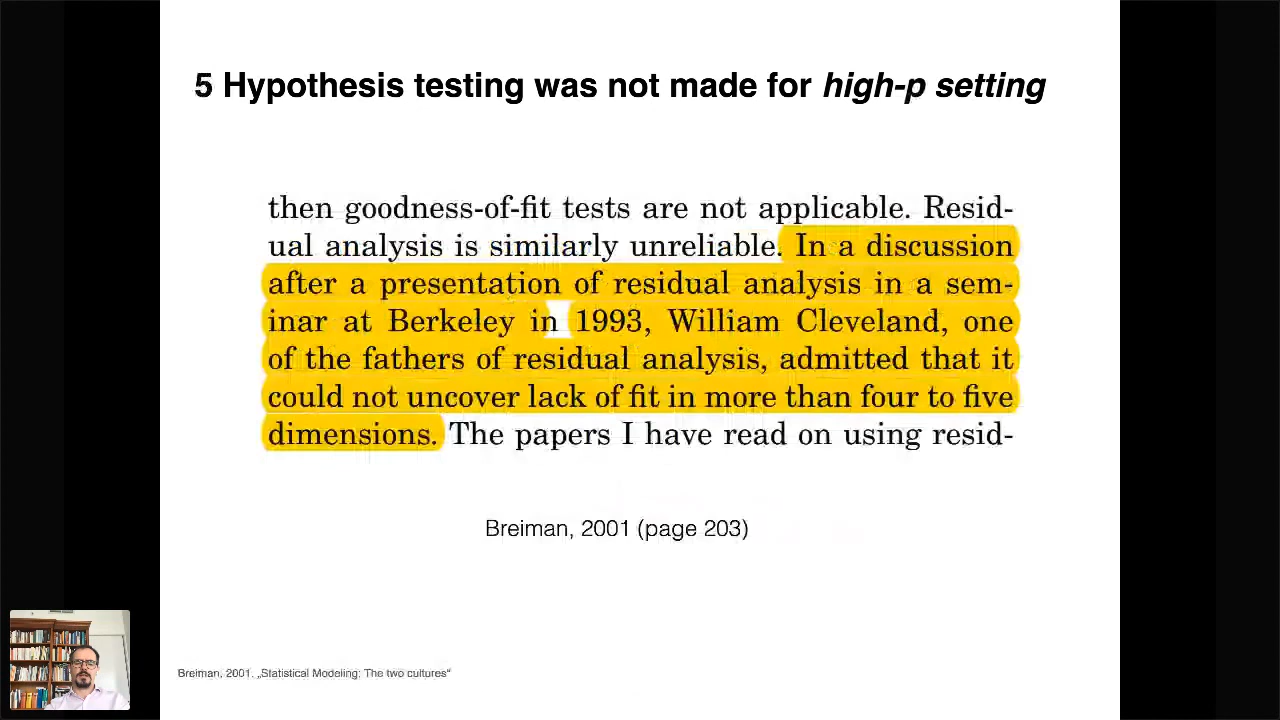 5 Hypothesis testing was not made for high-p setting
then goodness-of-fit tests are not applicable. Resid-
ual analysis is similarly unreliable. In a discussion
after a presentation of residual analysis in a sem-
inar at Berkeley in 1993, William Cleveland, one
of the fathers of residual analysis, admitted that it
could not uncover lack of fit in more than four to five
dimensions. The papers I have read on using resid-
Breiman, 2001 (page 203)
Breiman, 2001. „Statistical Modeling: The two cultures“